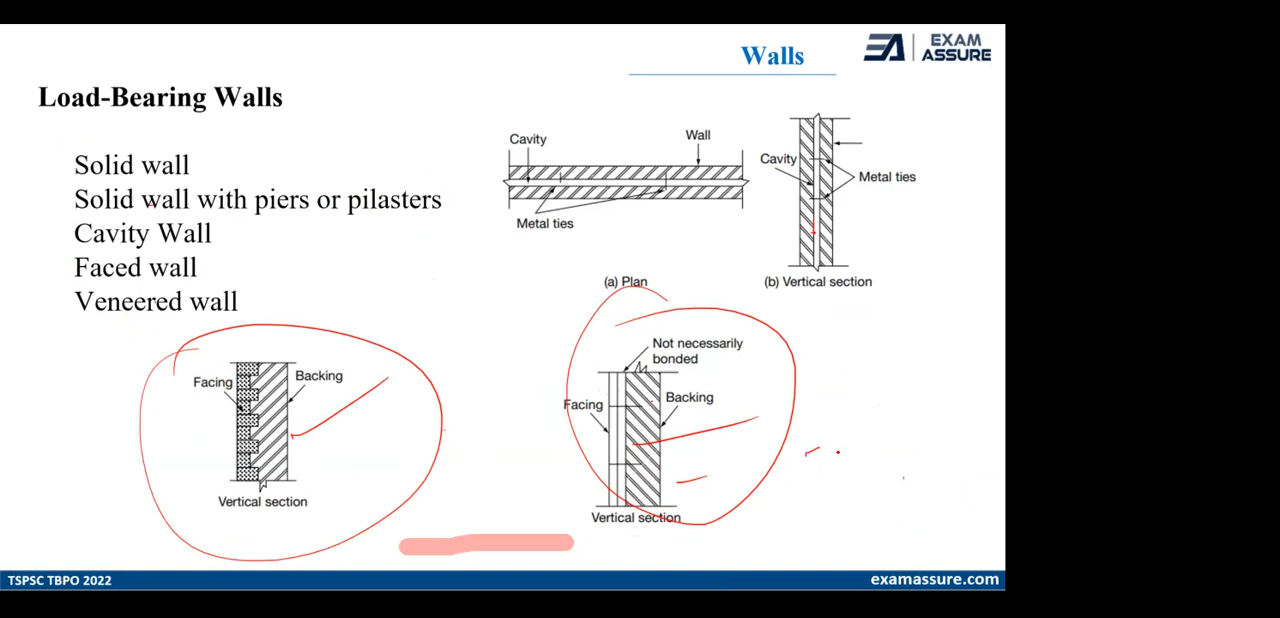 Walls
EXAM
ASSURE
Load-Bearing Walls
Solid wall
Solid wall with piers or pilasters
Cavity Wall
Faced wall
Veneered wall
Cavity
Wall
Metal ties
(a) Plan
Cavity
Metal ties
(b) Vertical section
Facing
Backing
Vertical section
Not necessarily
bonded
Facing
Backing
Vertical section
TSPSC TBPO 2022
examassure.com